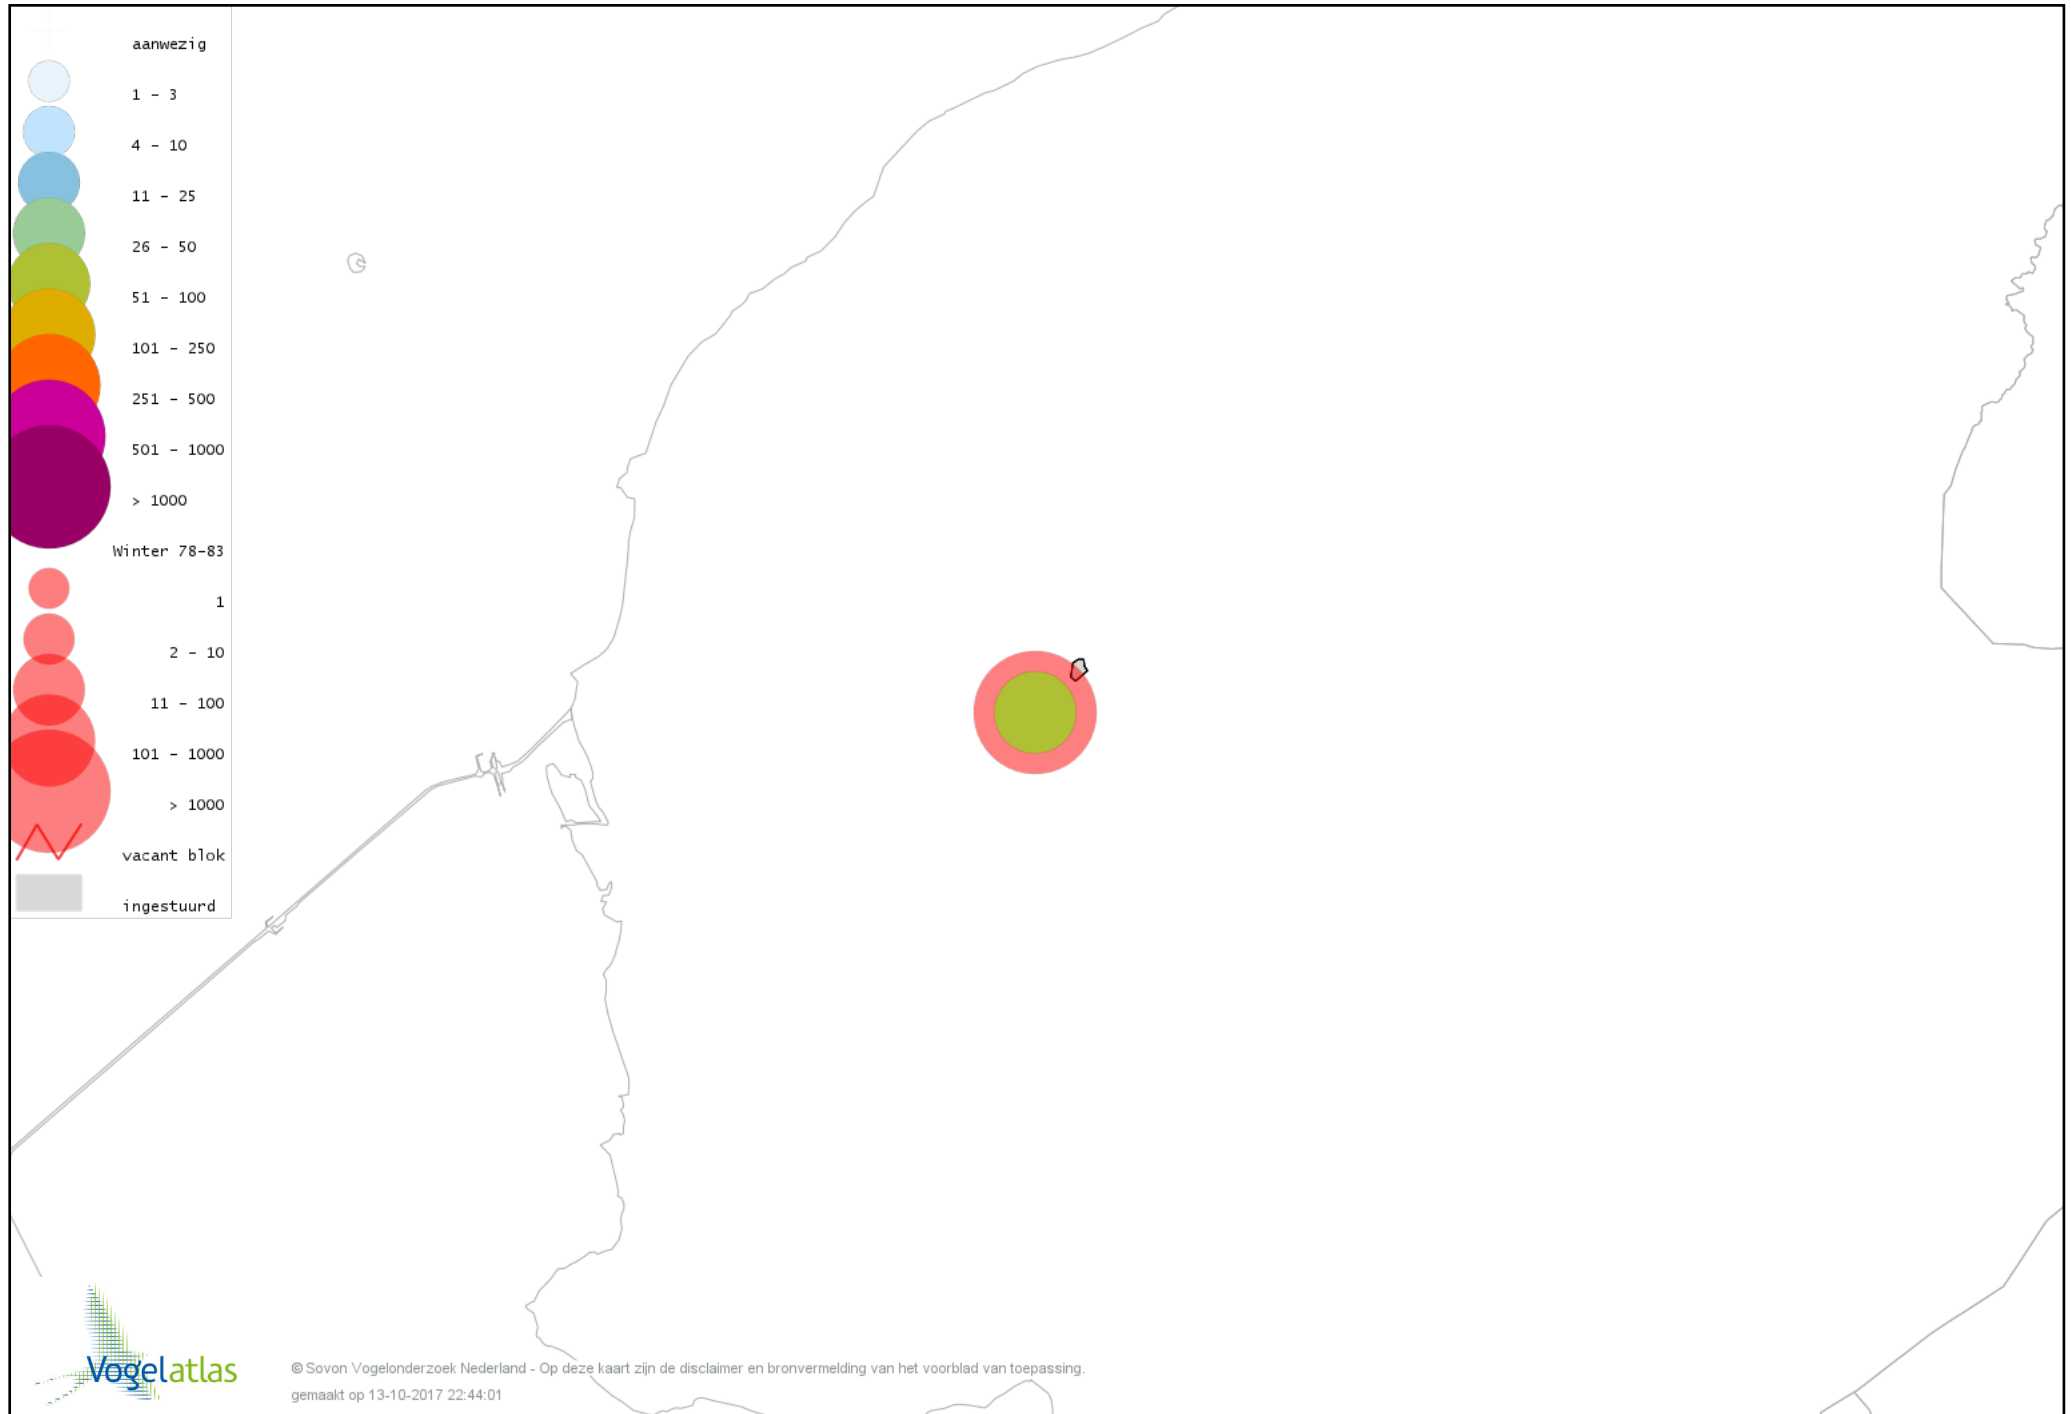 aanwezig
1 - 3
4 - 10
11 - 25
26 - 50
51 - 100
101 - 250
251 - 500
501 - 1000
> 1000
Winter 78-83
1
2 - 10
11 - 100
101 - 1000
> 1000
vacant blok
ingestuurd
Vogelatlas
© Sovon Vogelonderzoek Nederland - Op deze kaart zijn de disclaimer en bronvermelding van het voorblad van toepassing.
gemaakt op 13-10-2017 22:44:01